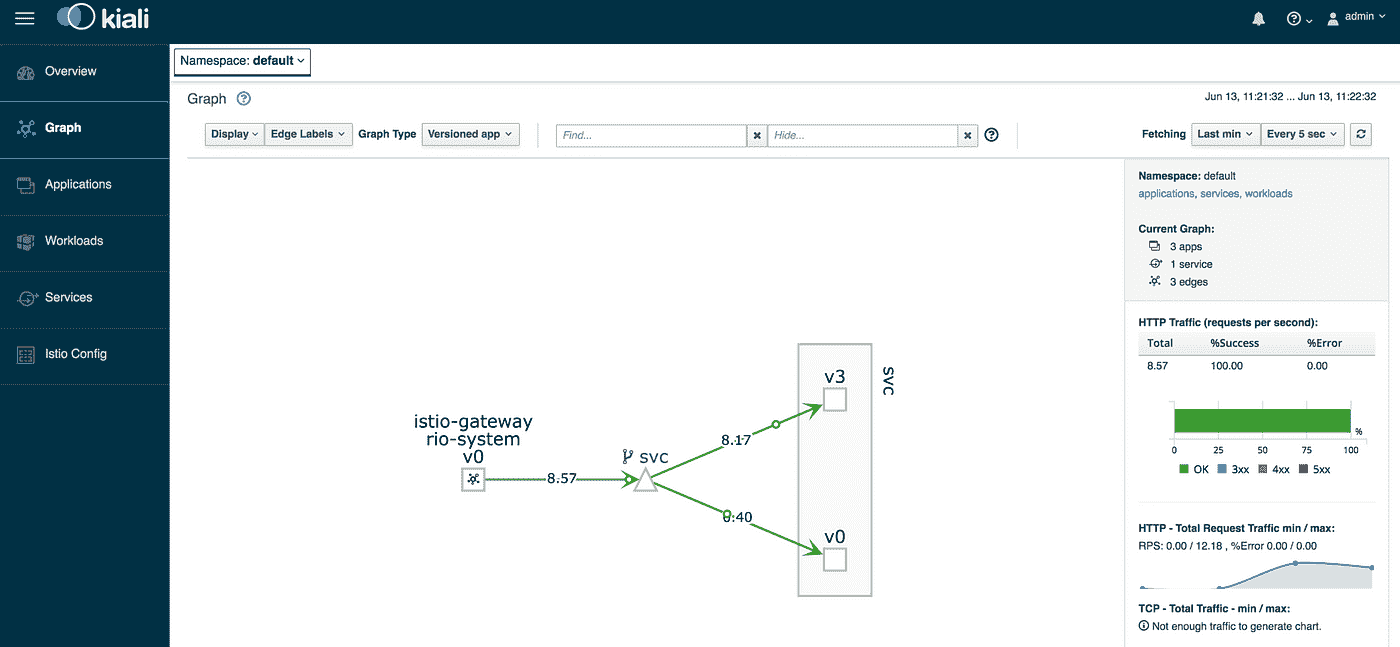 kiali
admin
Namespace: default
Overview
Graph
Applications
Workloads
Services
Istio Config
Graph
Jun 13, 11:21:32 ... Jun 13, 11:22:32
Display Edge Labels Graph Type Versioned app Find... Hide... Fetching Last min Every 5 sec
istio-gateway
rio-system
v0
8.57
svc
8.17
0.40
v3
v0
svc
Namespace: default
applications, services, workloads
Current Graph:
3 apps
1 service
3 edges
HTTP Traffic (requests per second):
Total %Success %Error
8.57 100.00 0.00
%
0 25 50 75 100
OK 3xx 4xx 5xx
HTTP - Total Request Traffic min / max:
RPS: 0.00 / 12.18 , %Error 0.00 / 0.00
TCP - Total Traffic - min / max:
Not enough traffic to generate chart.